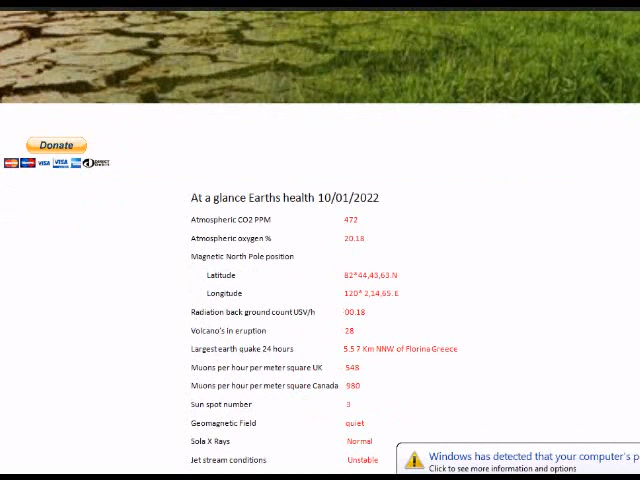 Donate
VISA VISA
At a glance Earths health 10/01/2022
Atmospheric CO2 PPM 472
Atmospheric oxygen % 20.18
Magnetic North Pole position
Latitude 82*44,43,63.N
Longitude 120* 2,14,65. E
Radiation back ground count USV/h 00.18
Volcano's in eruption 28
Largest earth quake 24 hours 5.5 7 Km NNW of Florina Greece
Muons per hour per meter square UK 548
Muons per hour per meter square Canada 980
Sun spot number 3
Geomagnetic Field quiet
Sola X Rays Normal
Jet stream conditions Unstable
Windows has detected that your computer's p
Click to see more information and options